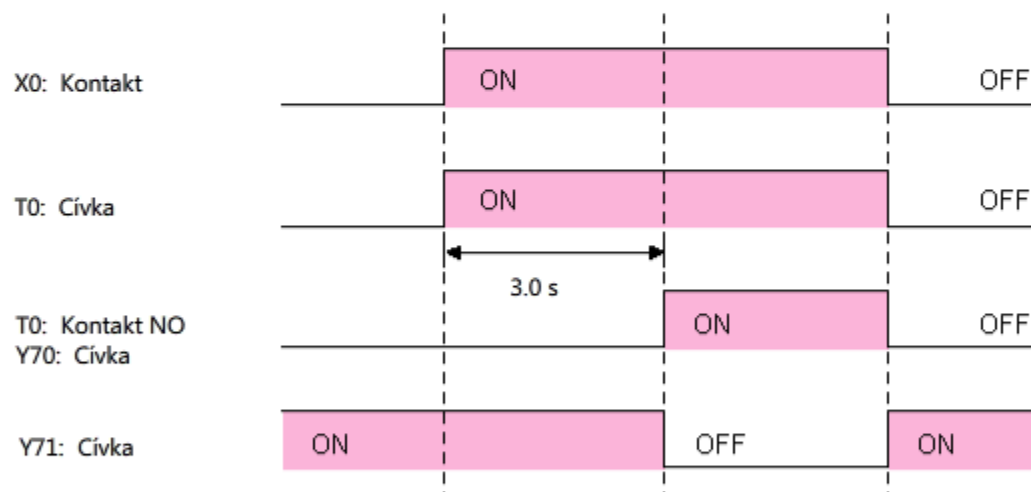 X0: Kontakt ON OFF
T0: Cívka ON OFF
3.0 s
T0: Kontakt NO ON OFF
Y70: Cívka
Y71: Cívka ON OFF ON